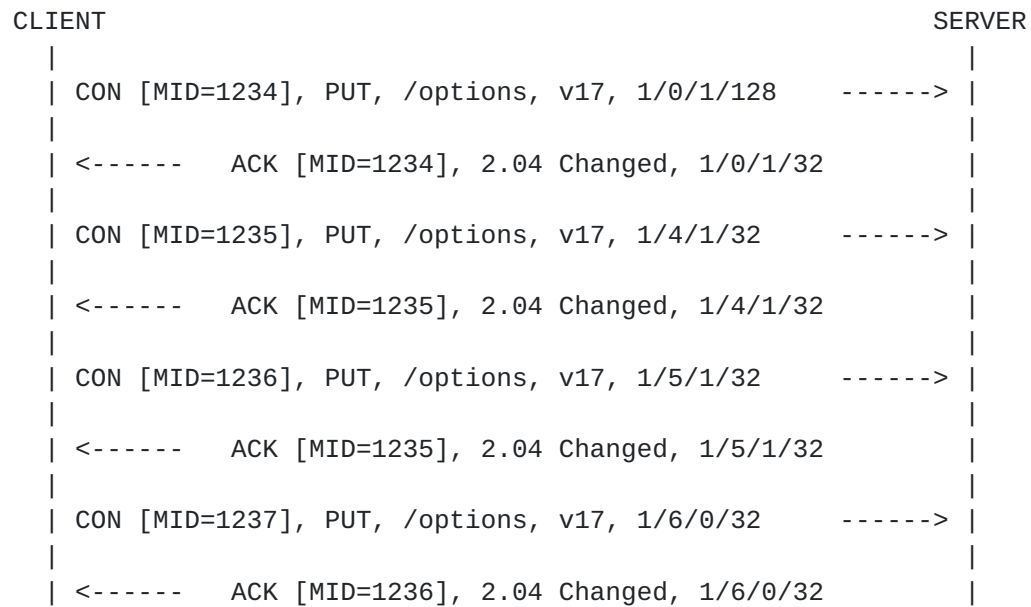 CLIENT                                                     SERVER
  |                                                          |
  | CON [MID=1234], PUT, /options, v17, 1/0/1/128    ------> |
  |                                                          |
  | <------   ACK [MID=1234], 2.04 Changed, 1/0/1/32         |
  |                                                          |
  | CON [MID=1235], PUT, /options, v17, 1/4/1/32     ------> |
  |                                                          |
  | <------   ACK [MID=1235], 2.04 Changed, 1/4/1/32         |
  |                                                          |
  | CON [MID=1236], PUT, /options, v17, 1/5/1/32     ------> |
  |                                                          |
  | <------   ACK [MID=1235], 2.04 Changed, 1/5/1/32         |
  |                                                          |
  | CON [MID=1237], PUT, /options, v17, 1/6/0/32     ------> |
  |                                                          |
  | <------   ACK [MID=1236], 2.04 Changed, 1/6/0/32         |